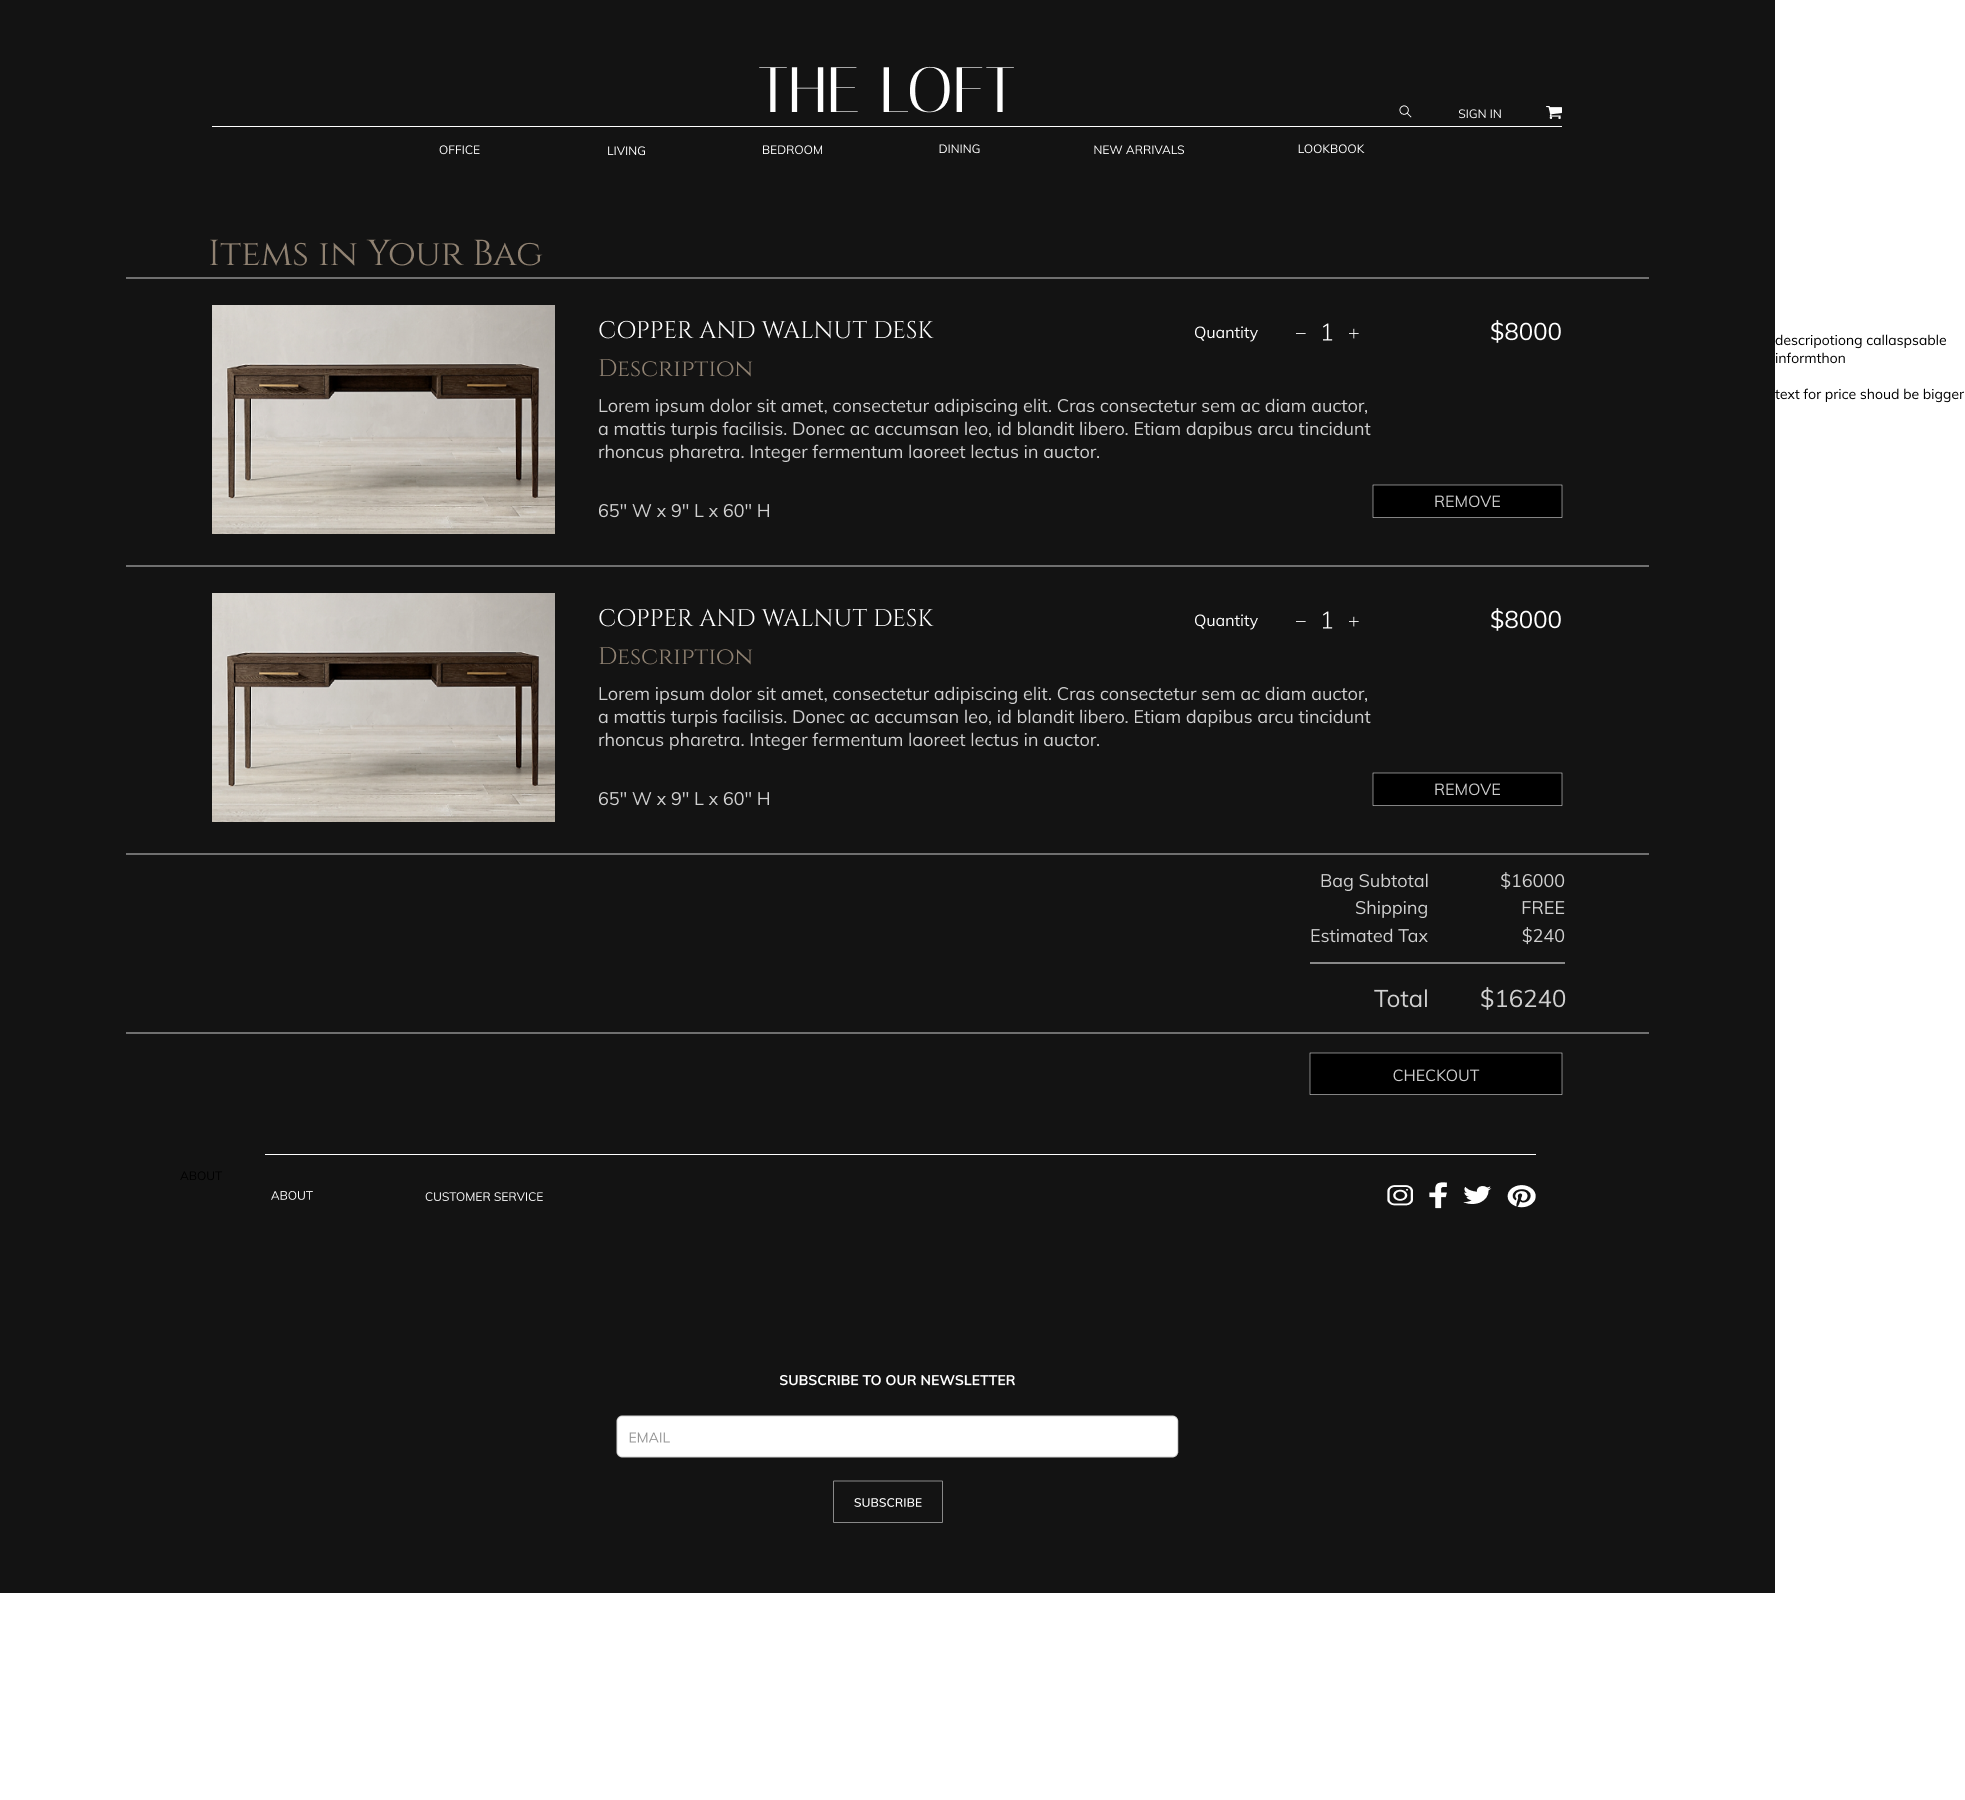 THE LOFT
SIGN IN
OFFICE LIVING BEDROOM DINING NEW ARRIVALS LOOKBOOK
Items in Your Bag
COPPER AND WALNUT DESK Quantity – 1 + $8000
Description
Lorem ipsum dolor sit amet, consectetur adipiscing elit. Cras consectetur sem ac diam auctor,
a mattis turpis facilisis. Donec ac accumsan leo, id blandit libero. Etiam dapibus arcu tincidunt
rhoncus pharetra. Integer fermentum laoreet lectus in auctor.
65" W x 9" L x 60" H
REMOVE
descripotiong callaspsable
informthon
text for price shoud be bigger
COPPER AND WALNUT DESK Quantity – 1 + $8000
Description
Lorem ipsum dolor sit amet, consectetur adipiscing elit. Cras consectetur sem ac diam auctor,
a mattis turpis facilisis. Donec ac accumsan leo, id blandit libero. Etiam dapibus arcu tincidunt
rhoncus pharetra. Integer fermentum laoreet lectus in auctor.
65" W x 9" L x 60" H
REMOVE
Bag Subtotal $16000
Shipping FREE
Estimated Tax $240
Total $16240
CHECKOUT
ABOUT
ABOUT CUSTOMER SERVICE
SUBSCRIBE TO OUR NEWSLETTER
EMAIL
SUBSCRIBE